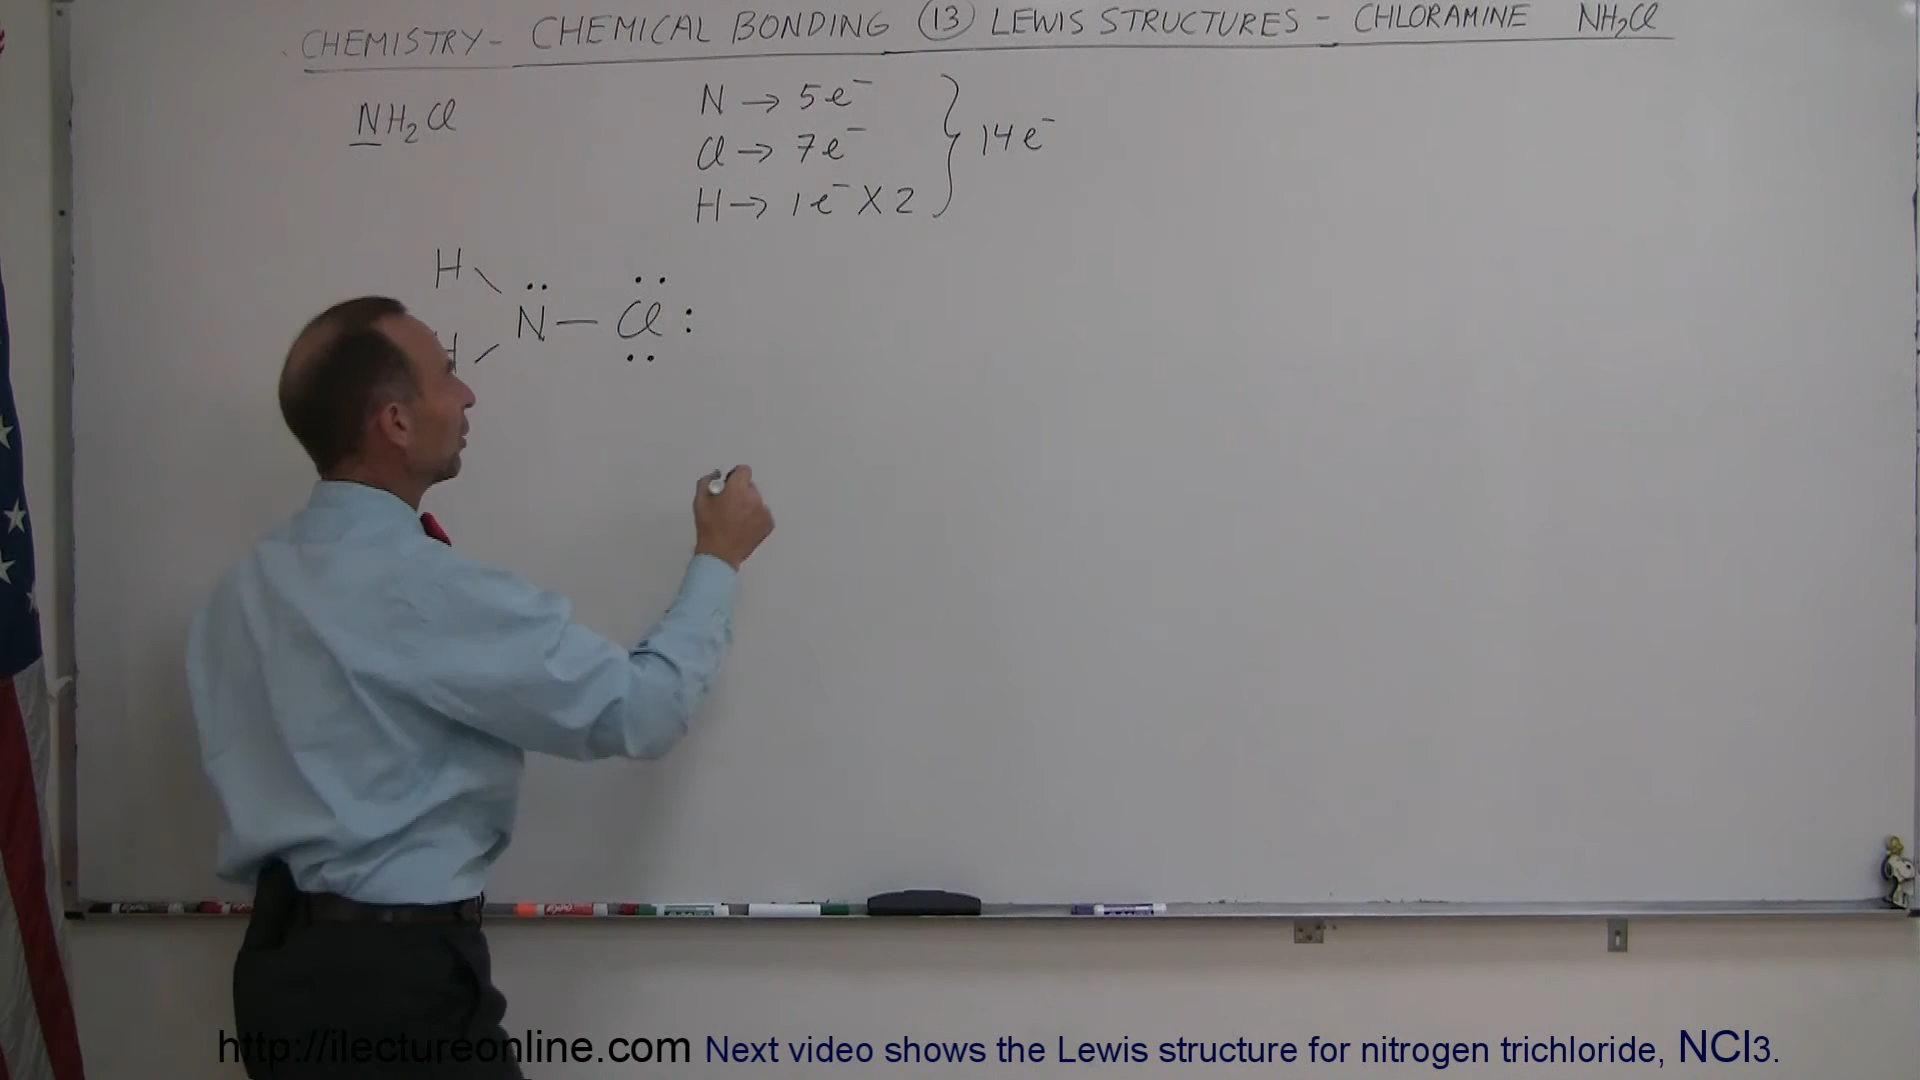 CHEMISTRY- CHEMICAL BONDING (13) LEWIS STRUCTURES - CHLORAMINE NH₂Cl
NH₂Cl
N → 5e⁻
Cl → 7e⁻
H → 1e⁻ X 2
} 14e⁻
H
N — Cl :
H
http://ilectureonline.com Next video shows the Lewis structure for nitrogen trichloride, NCl3.